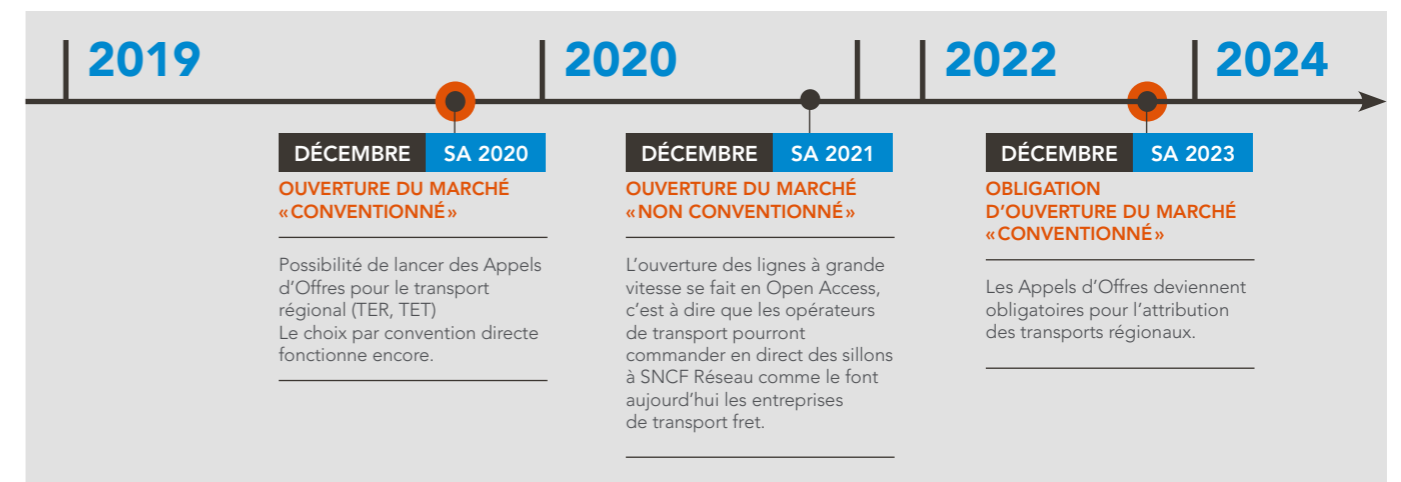 2019
2020
2022
2024
DÉCEMBRE SA 2020
OUVERTURE DU MARCHÉ
«CONVENTIONNÉ»
Possibilité de lancer des Appels
d’Offres pour le transport
régional (TER, TET)
Le choix par convention directe
fonctionne encore.
DÉCEMBRE SA 2021
OUVERTURE DU MARCHÉ
«NON CONVENTIONNÉ»
L’ouverture des lignes à grande
vitesse se fait en Open Access,
c’est à dire que les opérateurs
de transport pourront
commander en direct des sillons
à SNCF Réseau comme le font
aujourd’hui les entreprises
de transport fret.
DÉCEMBRE SA 2023
OBLIGATION
D’OUVERTURE DU MARCHÉ
«CONVENTIONNÉ»
Les Appels d’Offres deviennent
obligatoires pour l’attribution
des transports régionaux.